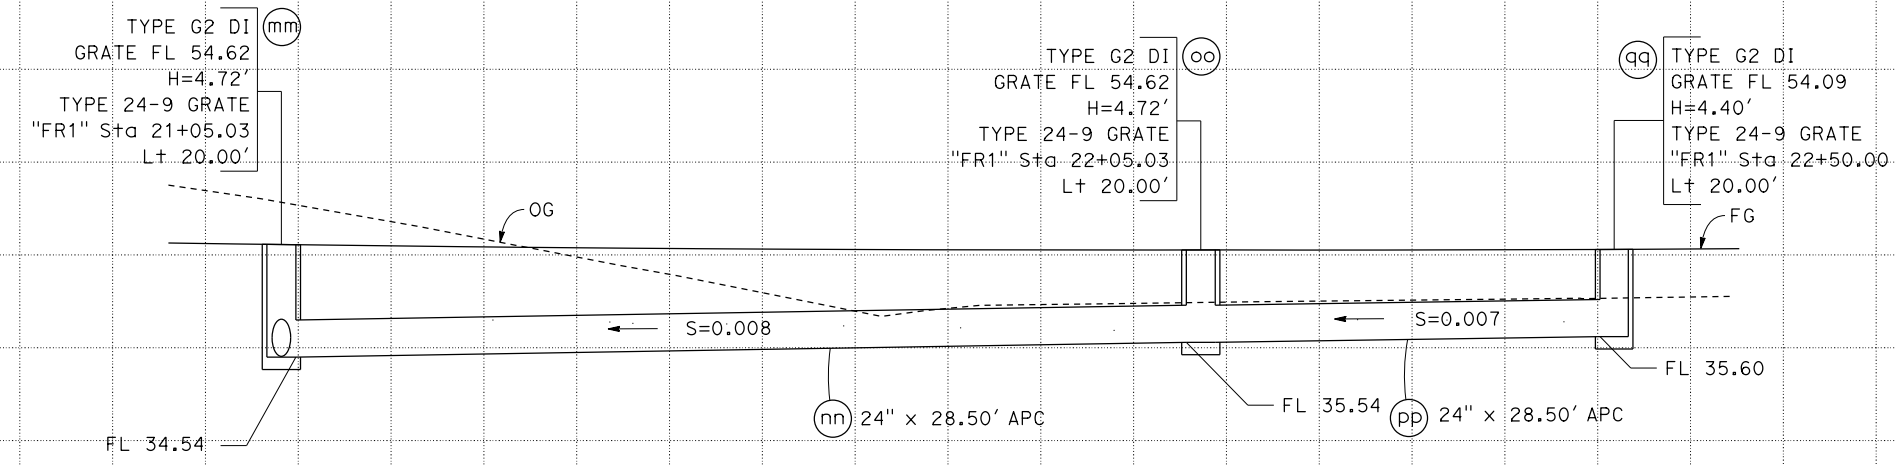 TYPE G2 DI
GRATE FL 54.62
H=4.72'
TYPE 24-9 GRATE
"FR1" Sta 21+05.03
Lt 20.00'
mm
TYPE G2 DI
GRATE FL 54.62
H=4.72'
TYPE 24-9 GRATE
"FR1" Sta 22+05.03
Lt 20.00'
oo
qq
TYPE G2 DI
GRATE FL 54.09
H=4.40'
TYPE 24-9 GRATE
"FR1" Sta 22+50.00
Lt 20.00'
OG
FG
S=0.008
S=0.007
FL 35.60
FL 35.54
nn 24" x 28.50' APC
pp 24" x 28.50' APC
FL 34.54